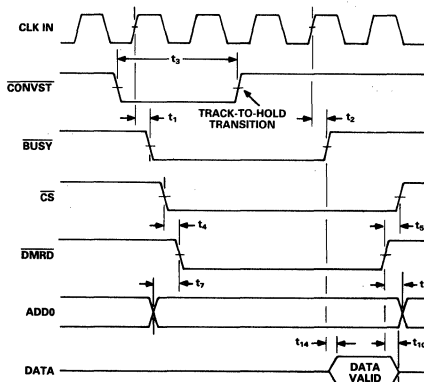 CLK IN
t3
CONVST
TRACK-TO-HOLD
TRANSITION
t1
t2
BUSY
CS
t4
t5
DMRD
t7
t
ADD0
t14
t10
DATA
DATA
VALID